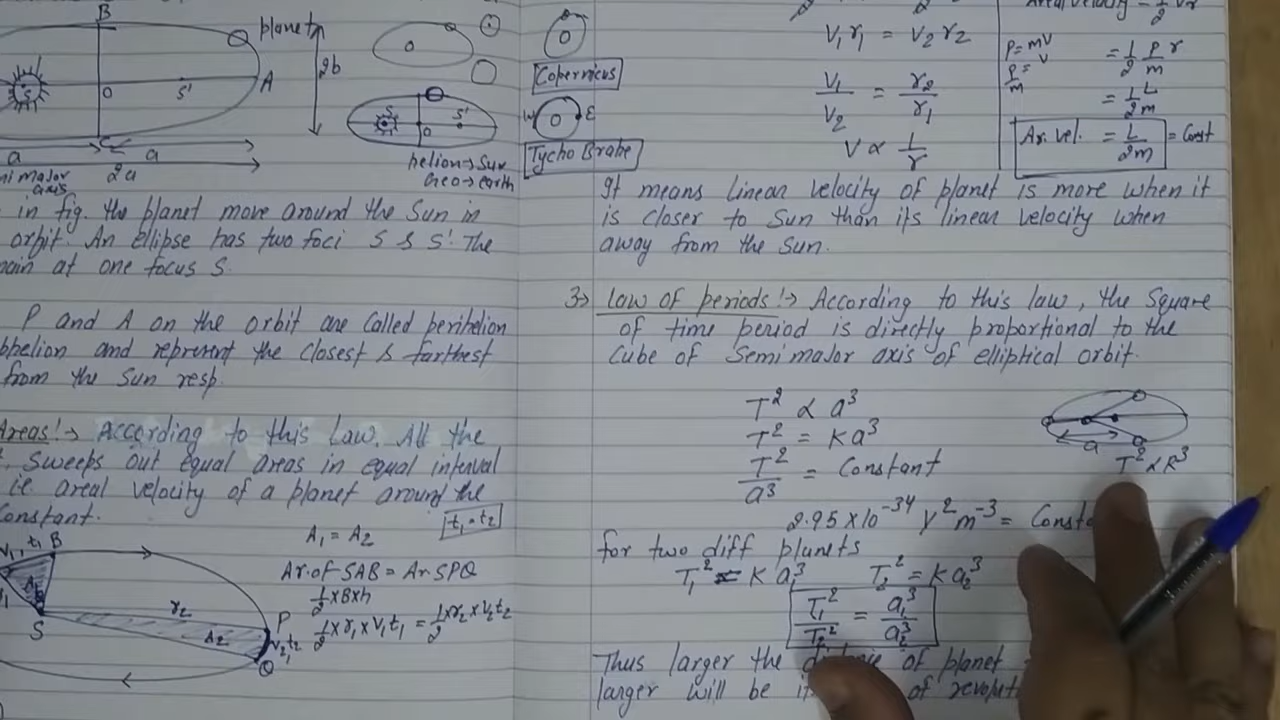 B
planet
2b
S
O
S'
A
C
a
a
2a
axis
Copernicus
W
E
Tycho Brahe
S
O
S'
helion → Sun
Geo → earth
in fig. the planet move around the Sun in
orbit. An ellipse has two foci S & S'. The
at one focus S.
P and A on the orbit are called perihelion
and represent the closest & farthest
from the Sun resp.
Areas :→ According to this Law. All the
Sweeps out equal areas in equal interval
i.e. areal velocity of a planet around the
Constant.
t1 = t2
A1 = A2
Ar. of SAB = Ar SPQ
1/2 × B × h
1/2 × r1 × V1t1 = 1/2 r2 × V2t2
B
S
r2
A2
P
V2t2
Q
V1 r1 = V2 r2
V1/V2 = r2/r1
V ∝ 1/r
P = mV
P/m = V
= 1/2 P/m r
= 1/2 L/m
Ar. vel. = L/2m = Const
It means linear velocity of planet is more when it
is closer to Sun than its linear velocity when
away from the Sun.
3→ Law of periods :→ According to this law, the Square
of time period is directly proportional to the
Cube of Semi major axis of elliptical orbit.
T² ∝ a³
T² = Ka³
T²/a³ = Constant
a
T² ∝ R³
2.95 × 10⁻³⁴ y² m⁻³ =
for two diff planets
T1² = K a1³ T2² = K a2³
T1²/T2² = a1³/a2³
Thus larger the of planet
larger will be of